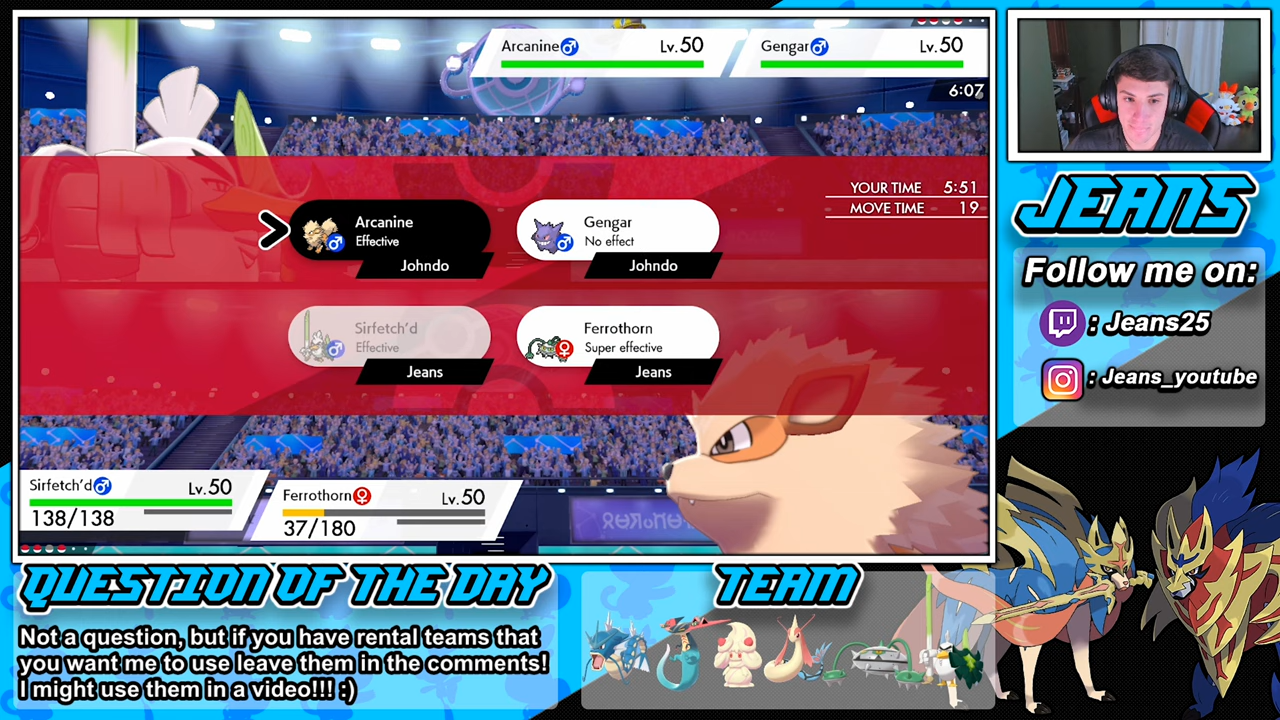 Arcanine Lv. 50
Gengar Lv. 50
6:07
YOUR TIME 5:51
MOVE TIME 19
Arcanine
Effective
Johndo
Gengar
No effect
Johndo
Sirfetch'd
Effective
Jeans
Ferrothorn
Super effective
Jeans
Sirfetch'd Lv. 50
138/138
Ferrothorn Lv. 50
37/180
JEANS
Follow me on:
: Jeans25
: Jeans_youtube
QUESTION OF THE DAY
Not a question, but if you have rental teams that
you want me to use leave them in the comments!
I might use them in a video!!! :)
TEAM